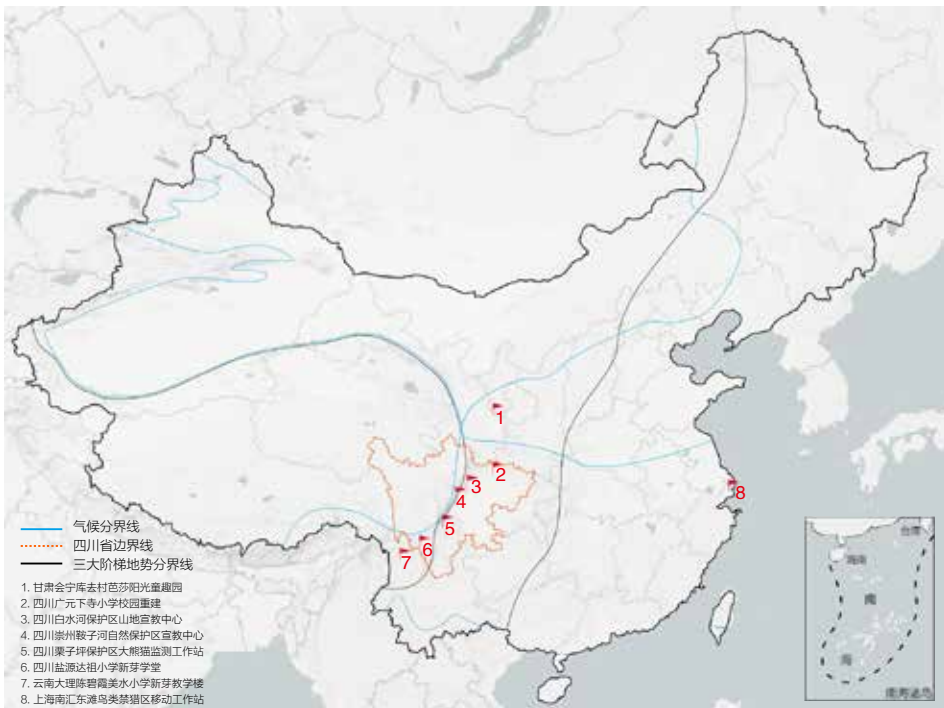 1
2
3
4
5
6
7
8
气候分界线
四川省边界线
三大阶梯地势分界线
1. 甘肃会宁库去村芭莎阳光童趣园
2. 四川广元下寺小学校园重建
3. 四川白水河保护区山地宣教中心
4. 四川崇州鞍子河自然保护区宣教中心
5. 四川栗子坪保护区大熊猫监测工作站
6. 四川盐源达祖小学新芽学堂
7. 云南大理陈碧霞美水小学新芽教学楼
8. 上海南汇东滩鸟类禁猎区移动工作站
台湾
海南
南
海
南海诸岛